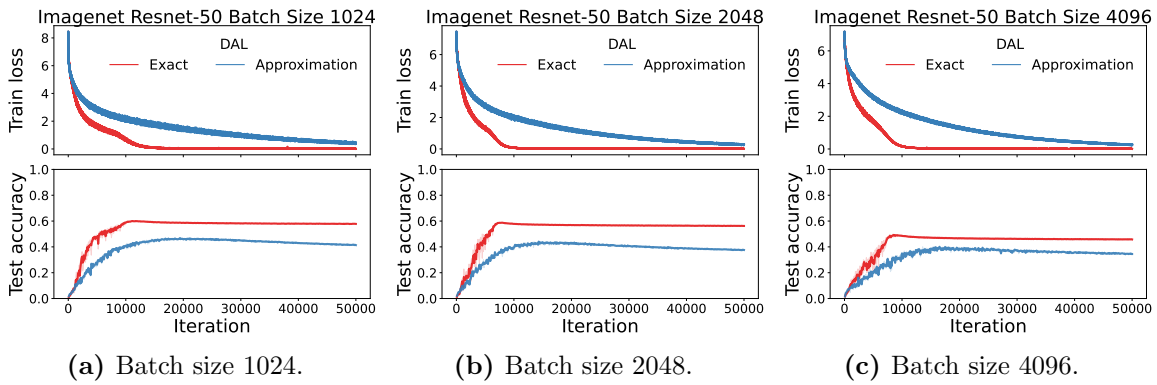 Imagenet Resnet-50 Batch Size 1024
Train loss
8
6
4
2
0
DAL
Exact
Approximation
Test accuracy
1.0
0.8
0.6
0.4
0.2
0.0
0 10000 20000 30000 40000 50000
Iteration
(a) Batch size 1024.
Imagenet Resnet-50 Batch Size 2048
Train loss
6
4
2
0
DAL
Exact
Approximation
Test accuracy
1.0
0.8
0.6
0.4
0.2
0.0
0 10000 20000 30000 40000 50000
Iteration
(b) Batch size 2048.
Imagenet Resnet-50 Batch Size 4096
Train loss
6
4
2
0
DAL
Exact
Approximation
Test accuracy
1.0
0.8
0.6
0.4
0.2
0.0
0 10000 20000 30000 40000 50000
Iteration
(c) Batch size 4096.